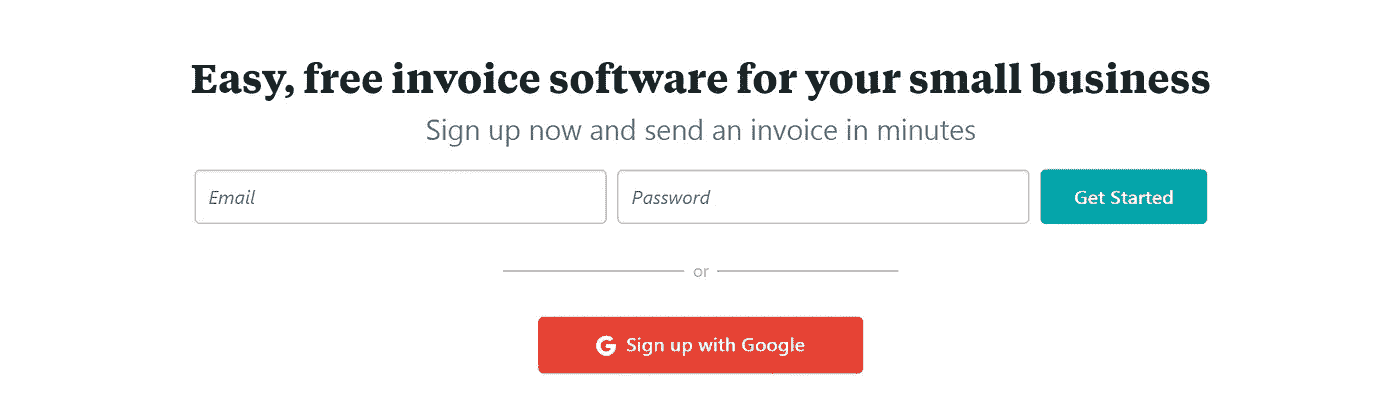 Easy, free invoice software for your small business
Sign up now and send an invoice in minutes
Email Password Get Started
or
Sign up with Google